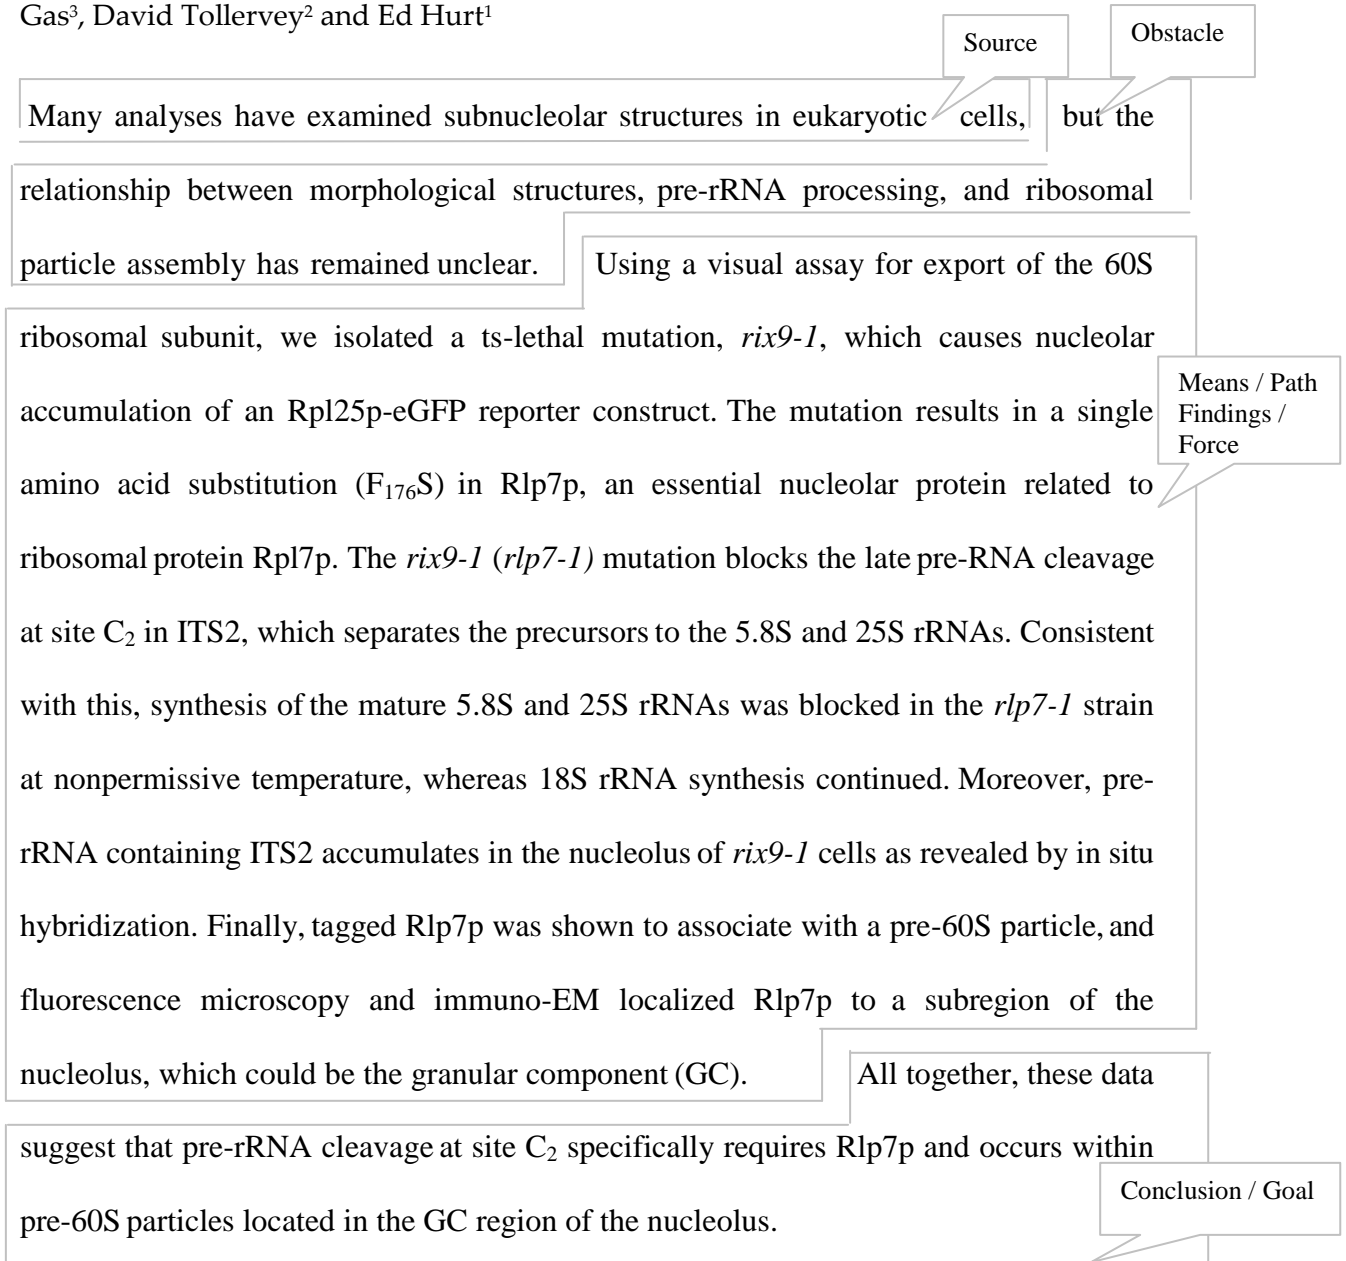 Gas³, David Tollervey² and Ed Hurt¹
Source
Obstacle
Many analyses have examined subnucleolar structures in eukaryotic cells, but the
relationship between morphological structures, pre-rRNA processing, and ribosomal
particle assembly has remained unclear. Using a visual assay for export of the 60S
ribosomal subunit, we isolated a ts-lethal mutation, rix9-1, which causes nucleolar
Means / Path
Findings /
Force
accumulation of an Rpl25p-eGFP reporter construct. The mutation results in a single
amino acid substitution (F₁₇₆S) in Rlp7p, an essential nucleolar protein related to
ribosomal protein Rpl7p. The rix9-1 (rlp7-1) mutation blocks the late pre-RNA cleavage
at site C₂ in ITS2, which separates the precursors to the 5.8S and 25S rRNAs. Consistent
with this, synthesis of the mature 5.8S and 25S rRNAs was blocked in the rlp7-1 strain
at nonpermissive temperature, whereas 18S rRNA synthesis continued. Moreover, pre-
rRNA containing ITS2 accumulates in the nucleolus of rix9-1 cells as revealed by in situ
hybridization. Finally, tagged Rlp7p was shown to associate with a pre-60S particle, and
fluorescence microscopy and immuno-EM localized Rlp7p to a subregion of the
nucleolus, which could be the granular component (GC). All together, these data
suggest that pre-rRNA cleavage at site C₂ specifically requires Rlp7p and occurs within
Conclusion / Goal
pre-60S particles located in the GC region of the nucleolus.